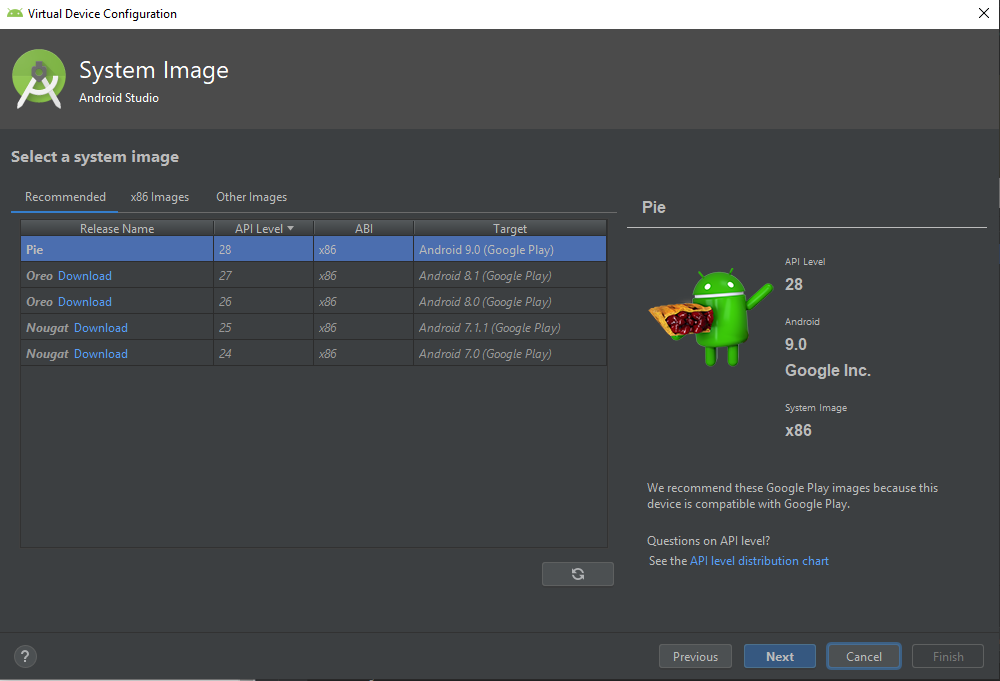 Virtual Device Configuration
System Image
Android Studio
Select a system image
Recommended x86 Images Other Images
Release Name API Level ABI Target
Pie 28 x86 Android 9.0 (Google Play)
Oreo Download 27 x86 Android 8.1 (Google Play)
Oreo Download 26 x86 Android 8.0 (Google Play)
Nougat Download 25 x86 Android 7.1.1 (Google Play)
Nougat Download 24 x86 Android 7.0 (Google Play)
Pie
API Level
28
Android
9.0
Google Inc.
System Image
x86
We recommend these Google Play images because this
device is compatible with Google Play.
Questions on API level?
See the API level distribution chart
? Previous Next Cancel Finish